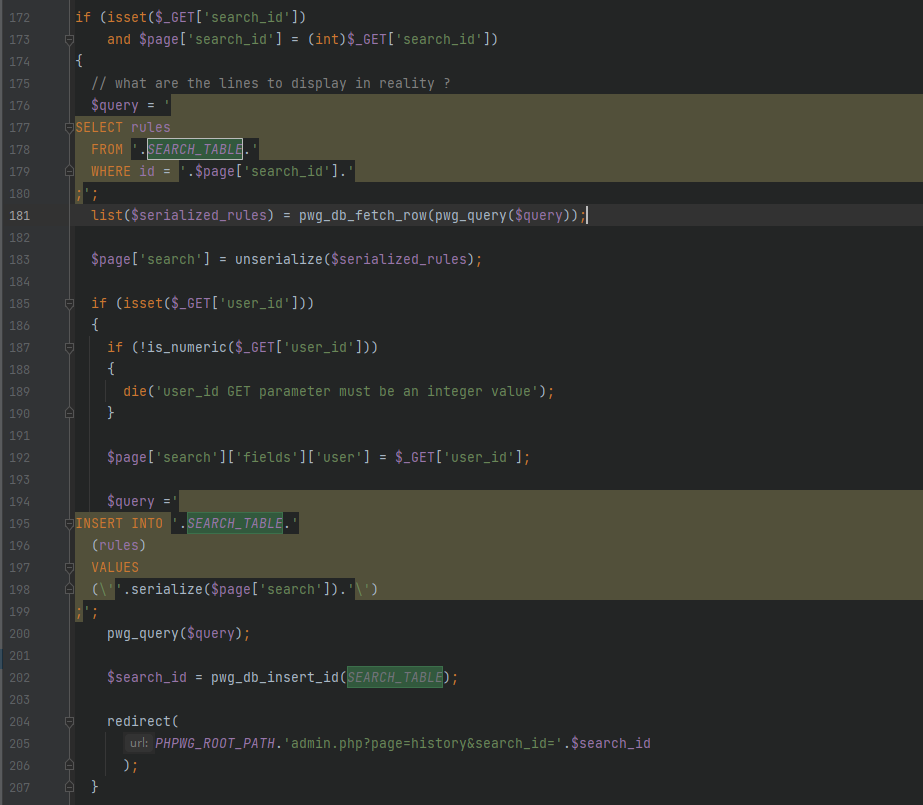 172 if (isset($_GET['search_id'])
173     and $page['search_id'] = (int)$_GET['search_id'])
174 {
175   // what are the lines to display in reality ?
176   $query = '
177 SELECT rules
178   FROM '.SEARCH_TABLE.'
179   WHERE id = '.$page['search_id'].'
180 ;';
181   list($serialized_rules) = pwg_db_fetch_row(pwg_query($query));
182
183   $page['search'] = unserialize($serialized_rules);
184
185   if (isset($_GET['user_id']))
186   {
187     if (!is_numeric($_GET['user_id']))
188     {
189       die('user_id GET parameter must be an integer value');
190     }
191
192     $page['search']['fields']['user'] = $_GET['user_id'];
193
194     $query ='
195 INSERT INTO '.SEARCH_TABLE.'
196   (rules)
197   VALUES
198   (\''.serialize($page['search']).'\')
199 ;';
200     pwg_query($query);
201
202     $search_id = pwg_db_insert_id(SEARCH_TABLE);
203
204     redirect(
205       url: PHPWG_ROOT_PATH.'admin.php?page=history&search_id='.$search_id
206       );
207   }